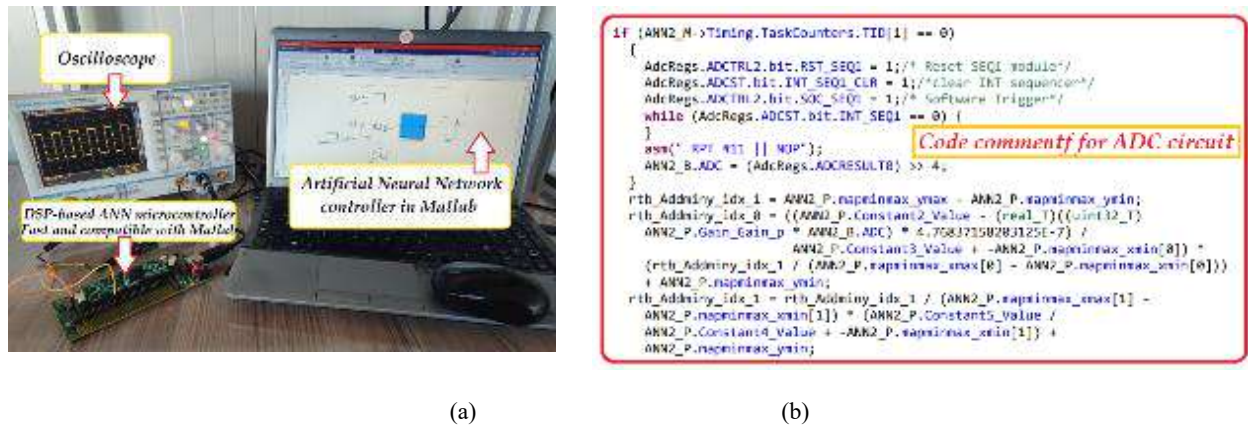 Oscilloscope
Artificial Neural Network
controller in Matlab
DSP-based ANN microcontroller
Fast and compatible with Matlab
(a)
if (ANN2_M->Timing.TaskCounters.TID[1] == 0)
{
AdcRegs.ADCTRL2.bit.RST_SEQ1 = 1;/* Reset SEQ1 module*/
AdcRegs.ADCST.bit.INT_SEQ1_CLR = 1;/*clear INT sequencer*/
AdcRegs.ADCTRL2.bit.SOC_SEQ1 = 1;/* Software Trigger*/
while (AdcRegs.ADCST.bit.INT_SEQ1 == 0) {
}
asm(" RPT #11 || NOP");
ANN2_B.ADC = (AdcRegs.ADCRESULT0) >> 4;
}
Code commentf for ADC circuit
rtb_Addminy_idx_1 = ANN2_P.mapminmax_ymax - ANN2_P.mapminmax_ymin;
rtb_Addminy_idx_0 = ((ANN2_P.Constant2_Value - (real_T)((uint32_T)
ANN2_P.Gain_Gain_p * ANN2_B.ADC) * 4.76837158203125E-7) /
ANN2_P.Constant3_Value + -ANN2_P.mapminmax_xmin[0]) *
(rtb_Addminy_idx_1 / (ANN2_P.mapminmax_xmax[0] - ANN2_P.mapminmax_xmin[0]))
+ ANN2_P.mapminmax_ymin;
rtb_Addminy_idx_1 = rtb_Addminy_idx_1 / (ANN2_P.mapminmax_xmax[1] -
ANN2_P.mapminmax_xmin[1]) * (ANN2_P.Constant5_Value /
ANN2_P.Constant4_Value + -ANN2_P.mapminmax_xmin[1]) +
ANN2_P.mapminmax_ymin;
(b)